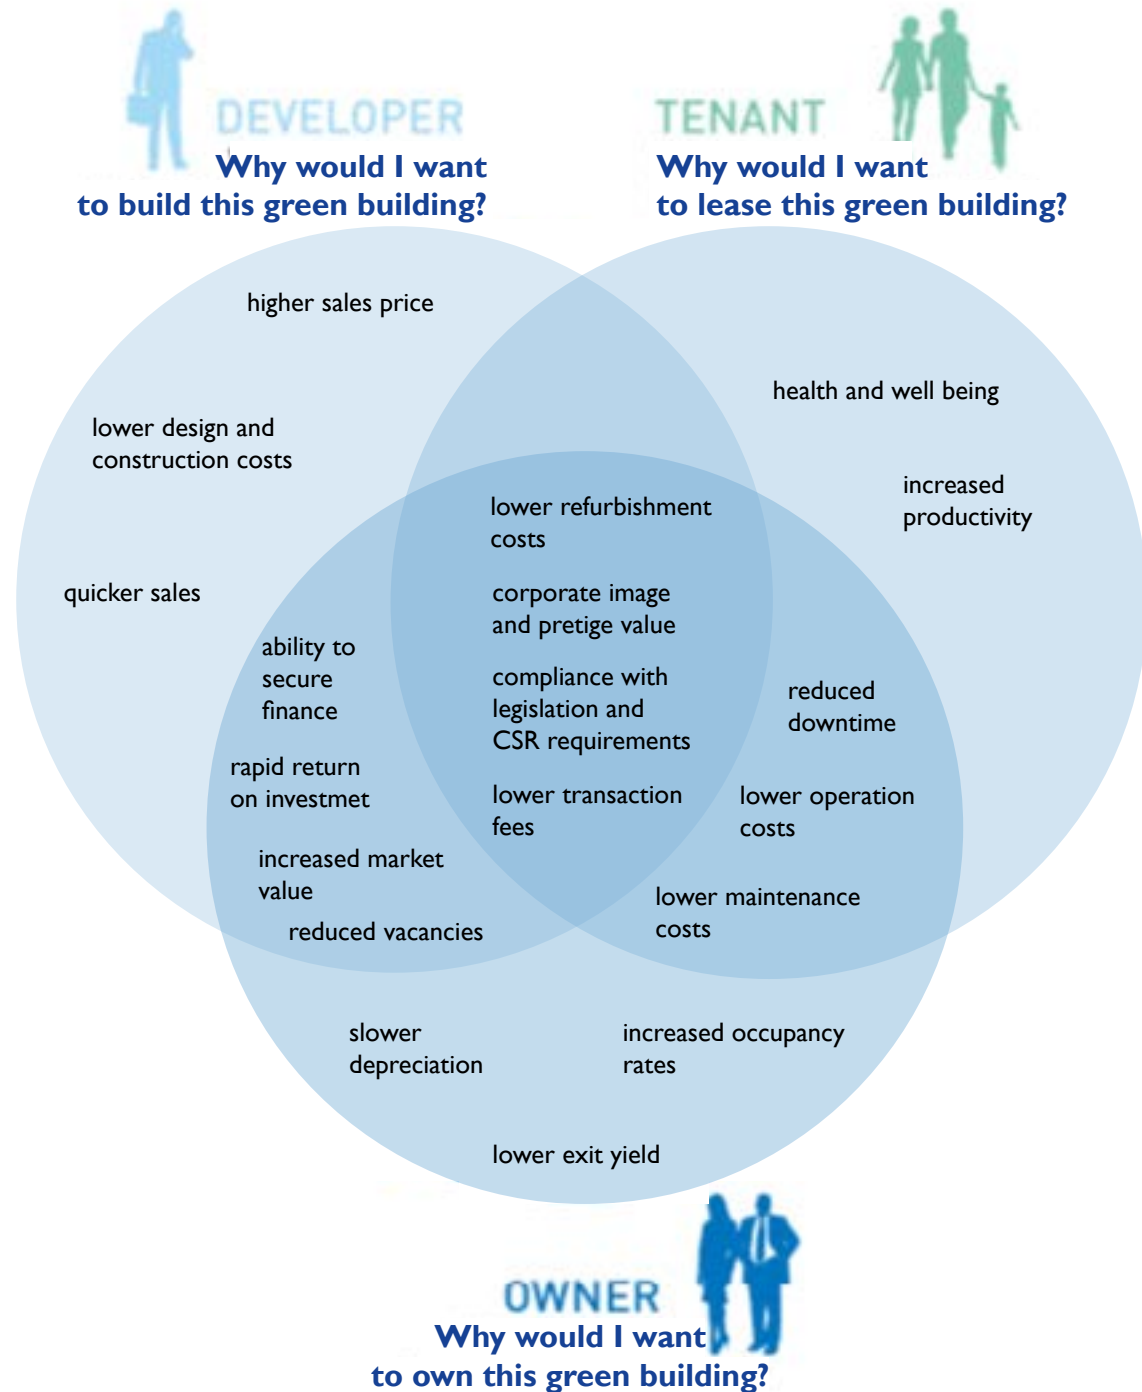 DEVELOPER
Why would I want
to build this green building?
TENANT
Why would I want
to lease this green building?
higher sales price
lower design and
construction costs
quicker sales
health and well being
increased
productivity
lower refurbishment
costs
corporate image
and pretige value
compliance with
legislation and
CSR requirements
lower transaction
fees
ability to
secure
finance
rapid return
on investmet
increased market
value
reduced vacancies
reduced
downtime
lower operation
costs
lower maintenance
costs
slower
depreciation
increased occupancy
rates
lower exit yield
OWNER
Why would I want
to own this green building?